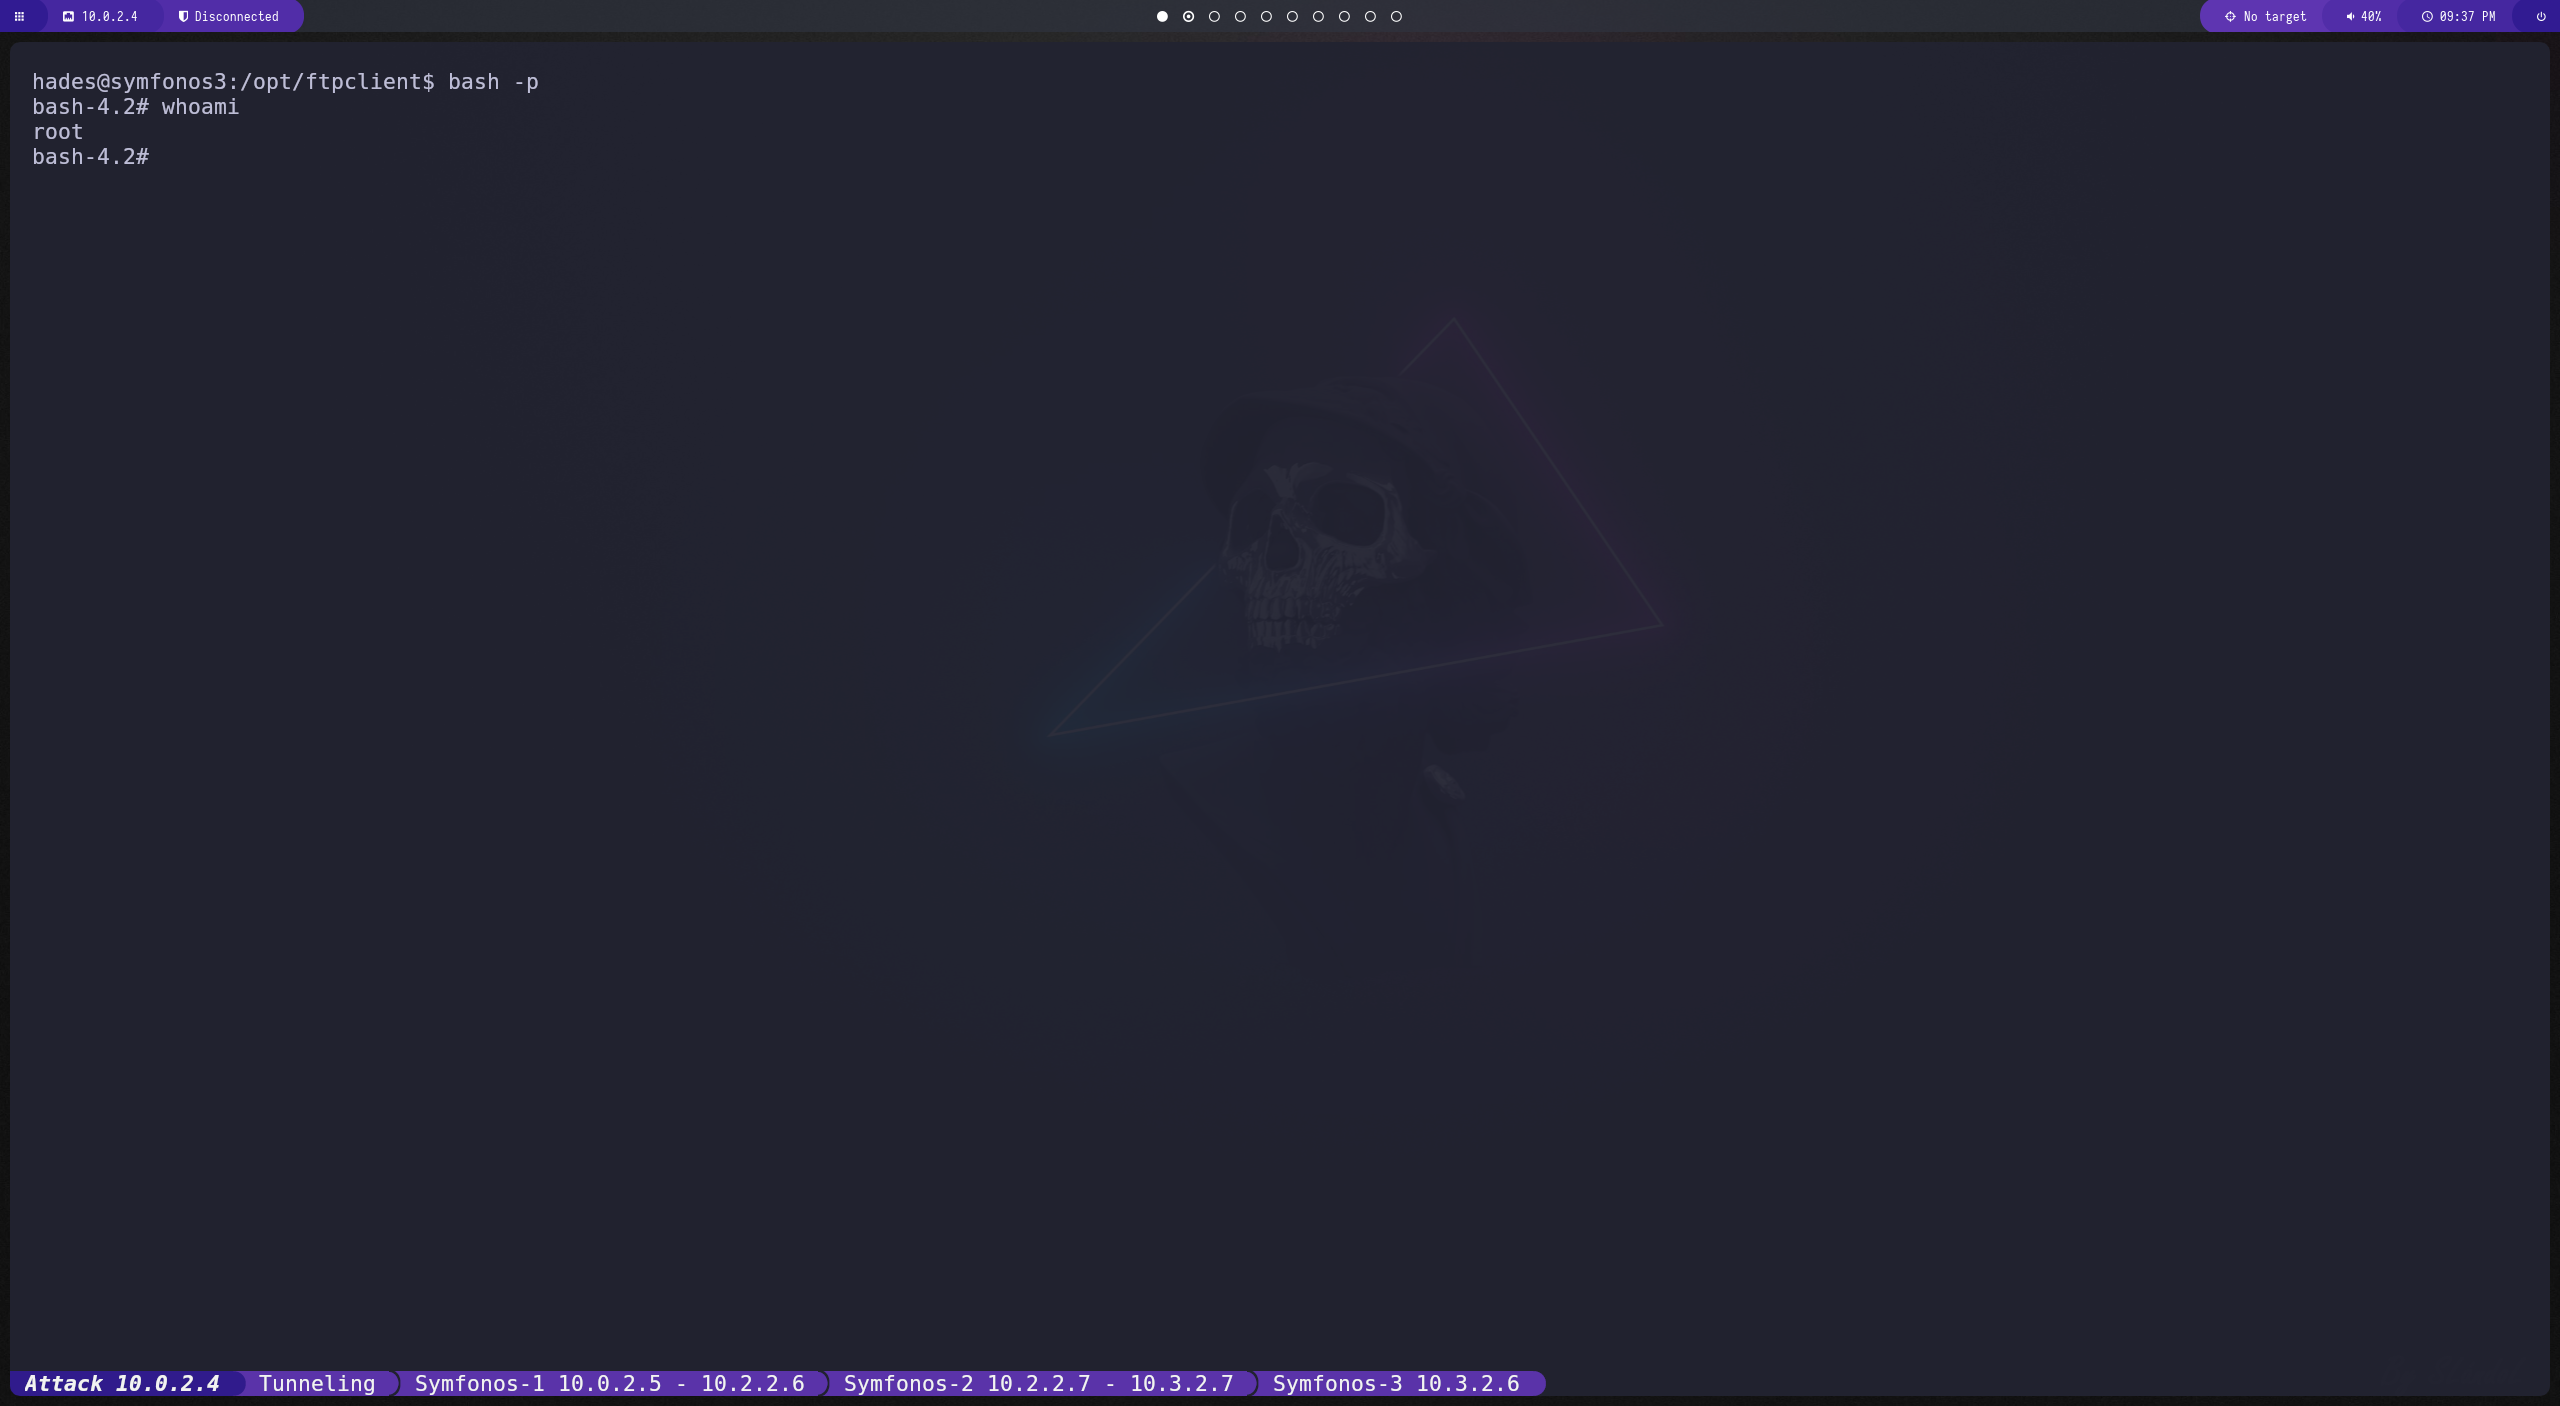 10.0.2.4 Disconnected No target 40% 09:37 PM
hades@symfonos3:/opt/ftpclient$ bash -p
bash-4.2# whoami
root
bash-4.2#
Attack 10.0.2.4 Tunneling Symfonos-1 10.0.2.5 - 10.2.2.6 Symfonos-2 10.2.2.7 - 10.3.2.7 Symfonos-3 10.3.2.6